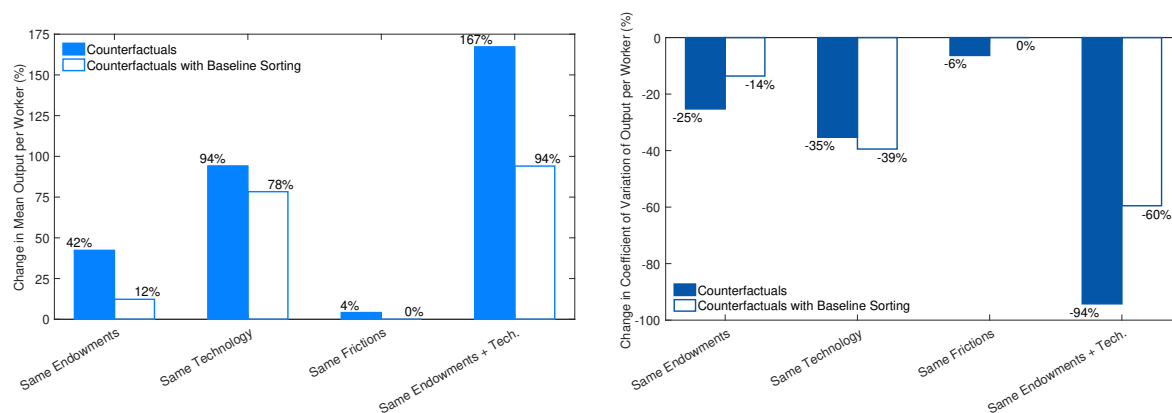 Change in Mean Output per Worker (%)
175
150
125
100
75
50
25
0
Counterfactuals
Counterfactuals with Baseline Sorting
42%
12%
94%
78%
4%
0%
167%
94%
Same Endowments
Same Technology
Same Frictions
Same Endowments + Tech.
Change in Coefficient of Variation of Output per Worker (%)
0
-20
-40
-60
-80
-100
-25%
-14%
-35%
-39%
-6%
0%
-94%
-60%
Counterfactuals
Counterfactuals with Baseline Sorting
Same Endowments
Same Technology
Same Frictions
Same Endowments + Tech.